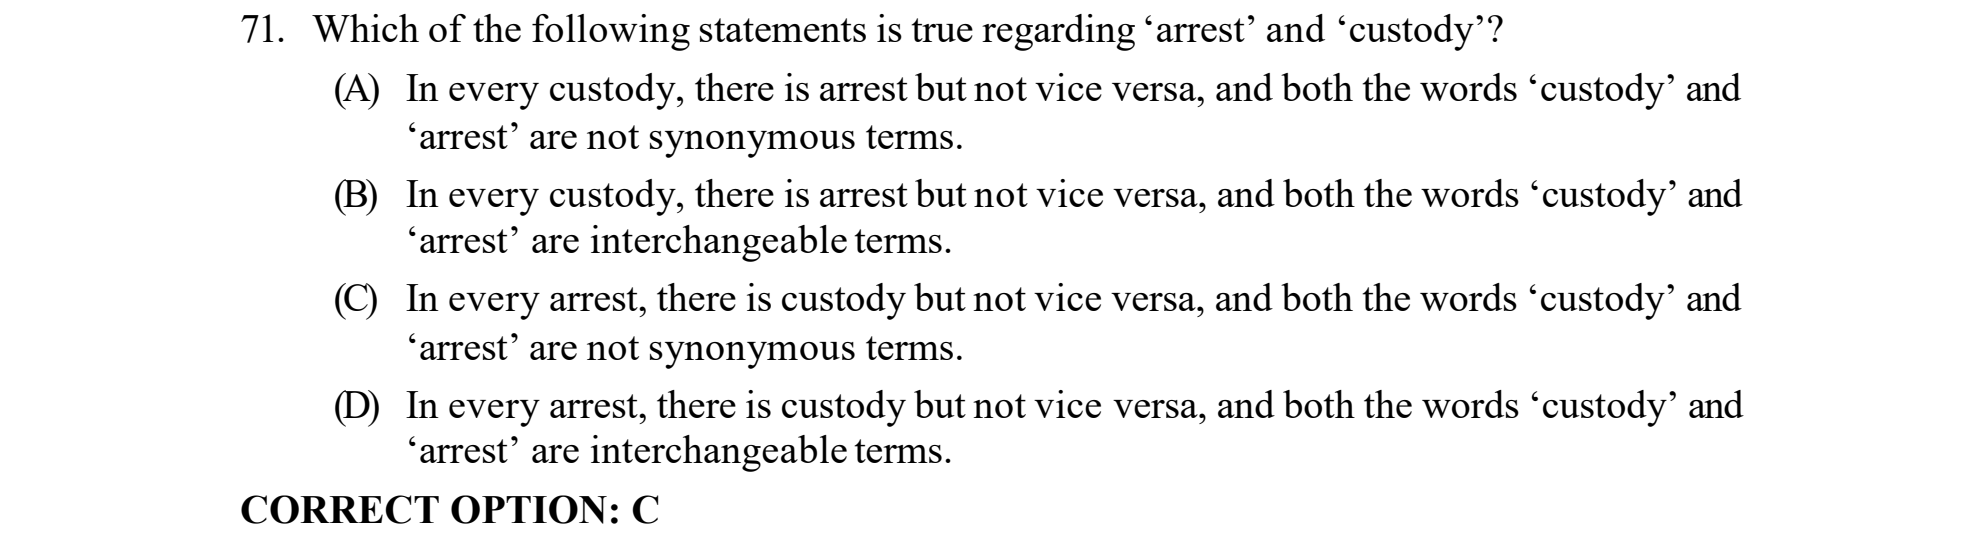 71. Which of the following statements is true regarding ‘arrest’ and ‘custody’?
(A) In every custody, there is arrest but not vice versa, and both the words ‘custody’ and
‘arrest’ are not synonymous terms.
(B) In every custody, there is arrest but not vice versa, and both the words ‘custody’ and
‘arrest’ are interchangeable terms.
(C) In every arrest, there is custody but not vice versa, and both the words ‘custody’ and
‘arrest’ are not synonymous terms.
(D) In every arrest, there is custody but not vice versa, and both the words ‘custody’ and
‘arrest’ are interchangeable terms.
CORRECT OPTION: C